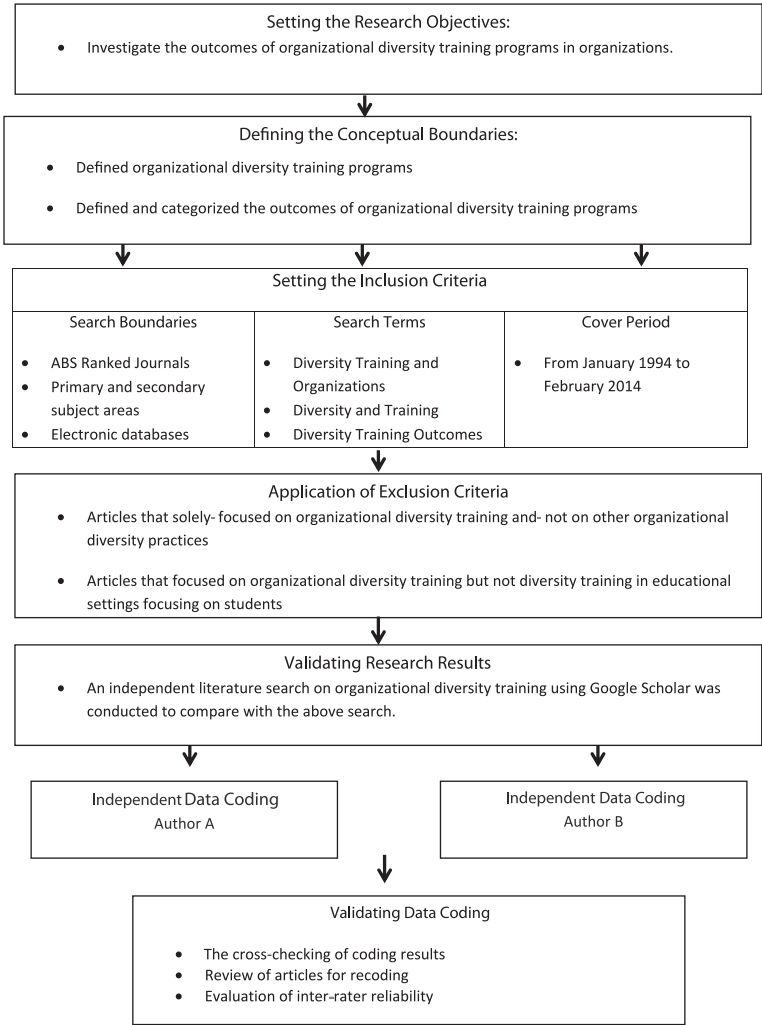 Setting the Research Objectives:
• Investigate the outcomes of organizational diversity training programs in organizations.
Defining the Conceptual Boundaries:
• Defined organizational diversity training programs
• Defined and categorized the outcomes of organizational diversity training programs
Setting the Inclusion Criteria
Search Boundaries
• ABS Ranked Journals
• Primary and secondary
subject areas
• Electronic databases
Search Terms
• Diversity Training and
Organizations
• Diversity and Training
• Diversity Training Outcomes
Cover Period
• From January 1994 to
February 2014
Application of Exclusion Criteria
• Articles that solely- focused on organizational diversity training and- not on other organizational
diversity practices
• Articles that focused on organizational diversity training but not diversity training in educational
settings focusing on students
Validating Research Results
• An independent literature search on organizational diversity training using Google Scholar was
conducted to compare with the above search.
Independent Data Coding
Author A
Independent Data Coding
Author B
Validating Data Coding
• The cross-checking of coding results
• Review of articles for recoding
• Evaluation of inter-rater reliability